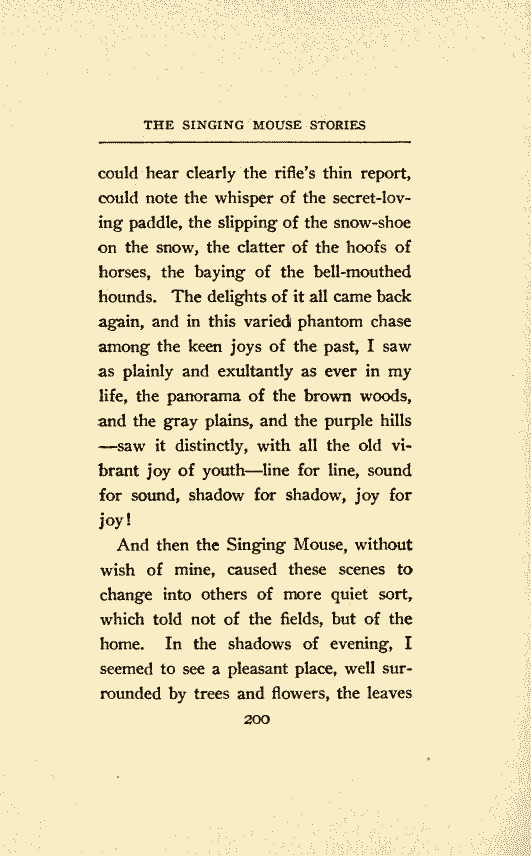 THE SINGING MOUSE STORIES
could hear clearly the rifle's thin report,
could note the whisper of the secret-lov-
ing paddle, the slipping of the snow-shoe
on the snow, the clatter of the hoofs of
horses, the baying of the bell-mouthed
hounds. The delights of it all came back
again, and in this varied phantom chase
among the keen joys of the past, I saw
as plainly and exultantly as ever in my
life, the panorama of the brown woods,
and the gray plains, and the purple hills
—saw it distinctly, with all the old vi-
brant joy of youth—line for line, sound
for sound, shadow for shadow, joy for
joy!
And then the Singing Mouse, without
wish of mine, caused these scenes to
change into others of more quiet sort,
which told not of the fields, but of the
home. In the shadows of evening, I
seemed to see a pleasant place, well sur-
rounded by trees and flowers, the leaves
200